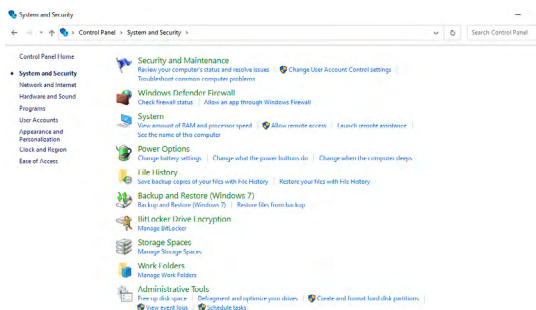 System and Security
Control Panel > System and Security >
Search Control Panel
Control Panel Home
System and Security
Network and Internet
Hardware and Sound
Programs
User Accounts
Appearance and
Personalization
Clock and Region
Ease of Access
Security and Maintenance
Review your computer's status and resolve issues | Change User Account Control settings |
Troubleshoot common computer problems
Windows Defender Firewall
Check firewall status | Allow an app through Windows Firewall
System
View amount of RAM and processor speed | Allow remote access | Launch remote assistance |
See the name of this computer
Power Options
Change battery settings | Change what the power buttons do | Change when the computer sleeps
File History
Save backup copies of your files with File History | Restore your files with File History
Backup and Restore (Windows 7)
Backup and Restore (Windows 7) | Restore files from backup
BitLocker Drive Encryption
Manage BitLocker
Storage Spaces
Manage Storage Spaces
Work Folders
Manage Work Folders
Administrative Tools
Free up disk space | Defragment and optimize your drives | Create and format hard disk partitions |
View event logs | Schedule tasks